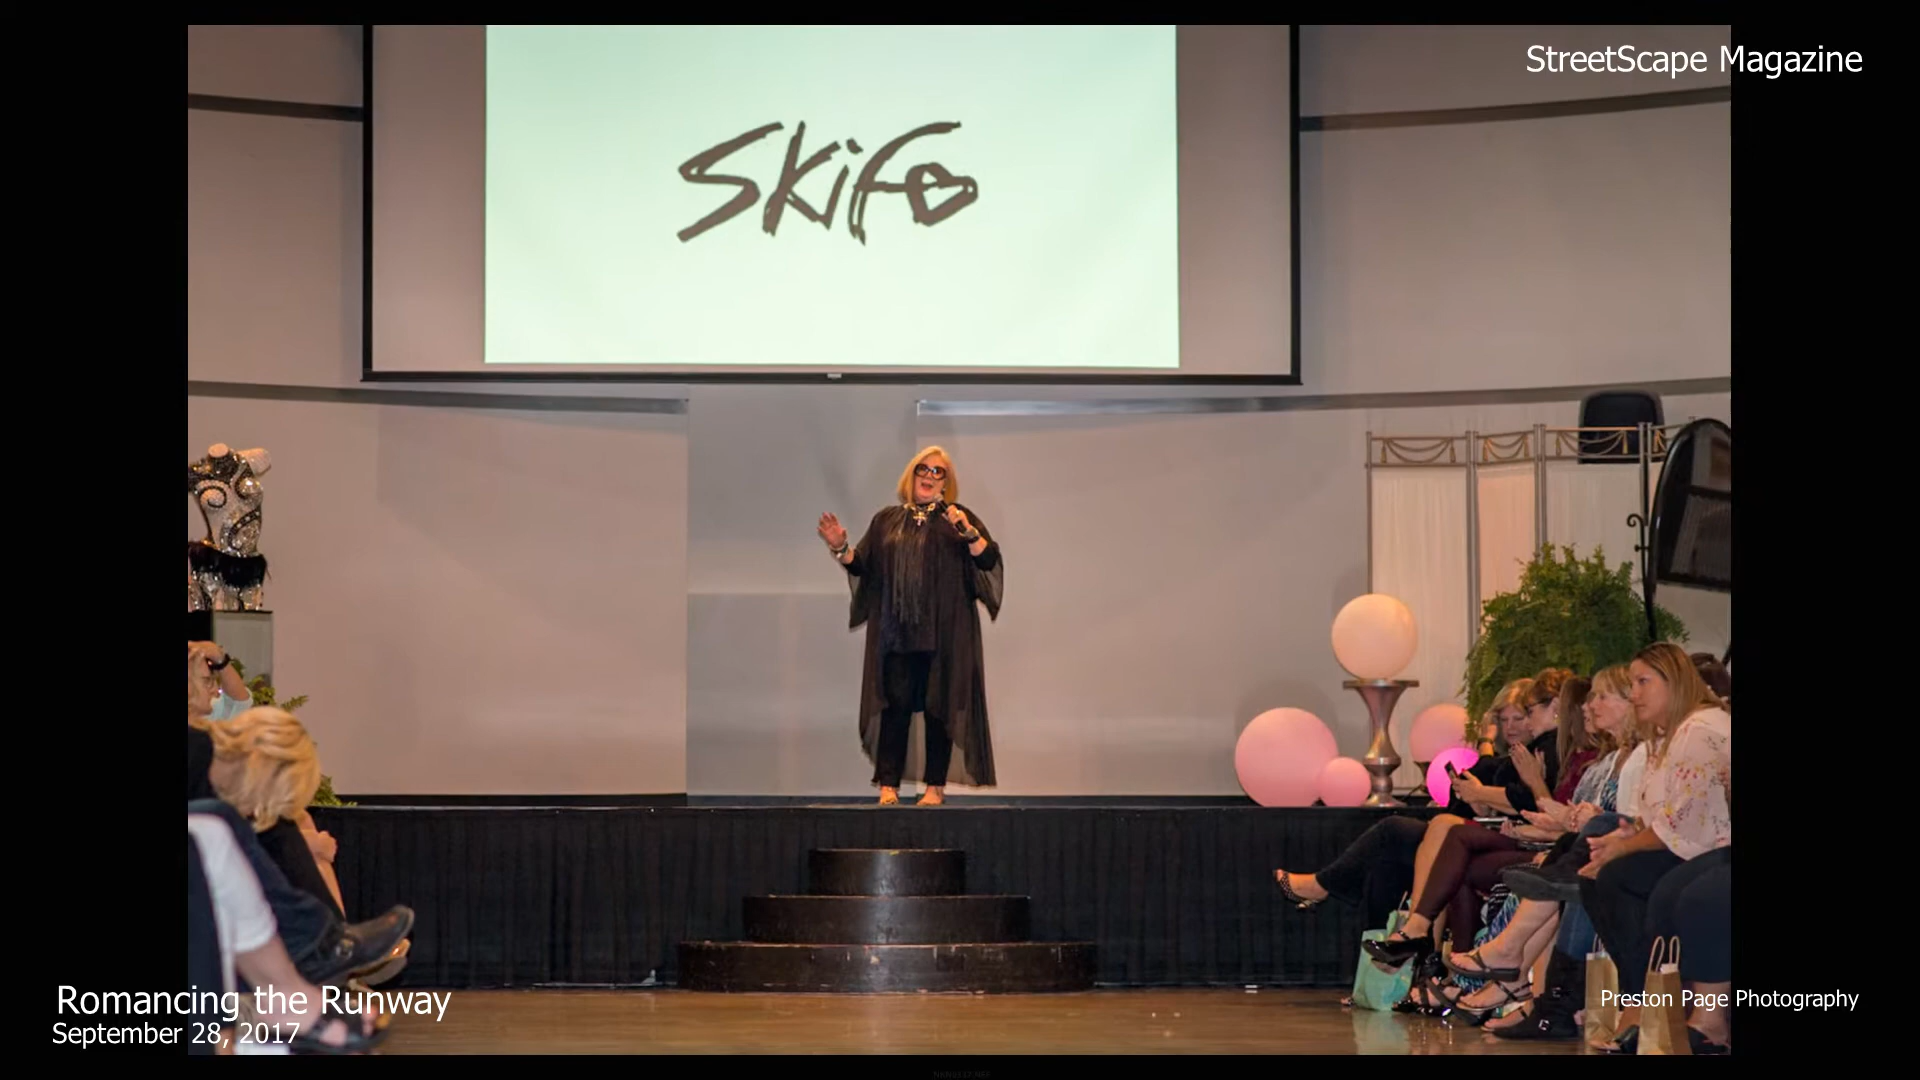 StreetScape Magazine
SKiFo
Romancing the Runway
September 28, 2017
Preston Page Photography